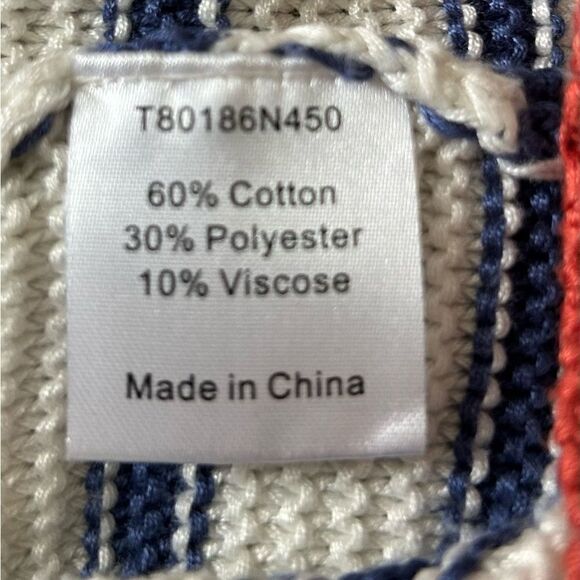 T80186N450
60% Cotton
30% Polyester
10% Viscose
Made in China